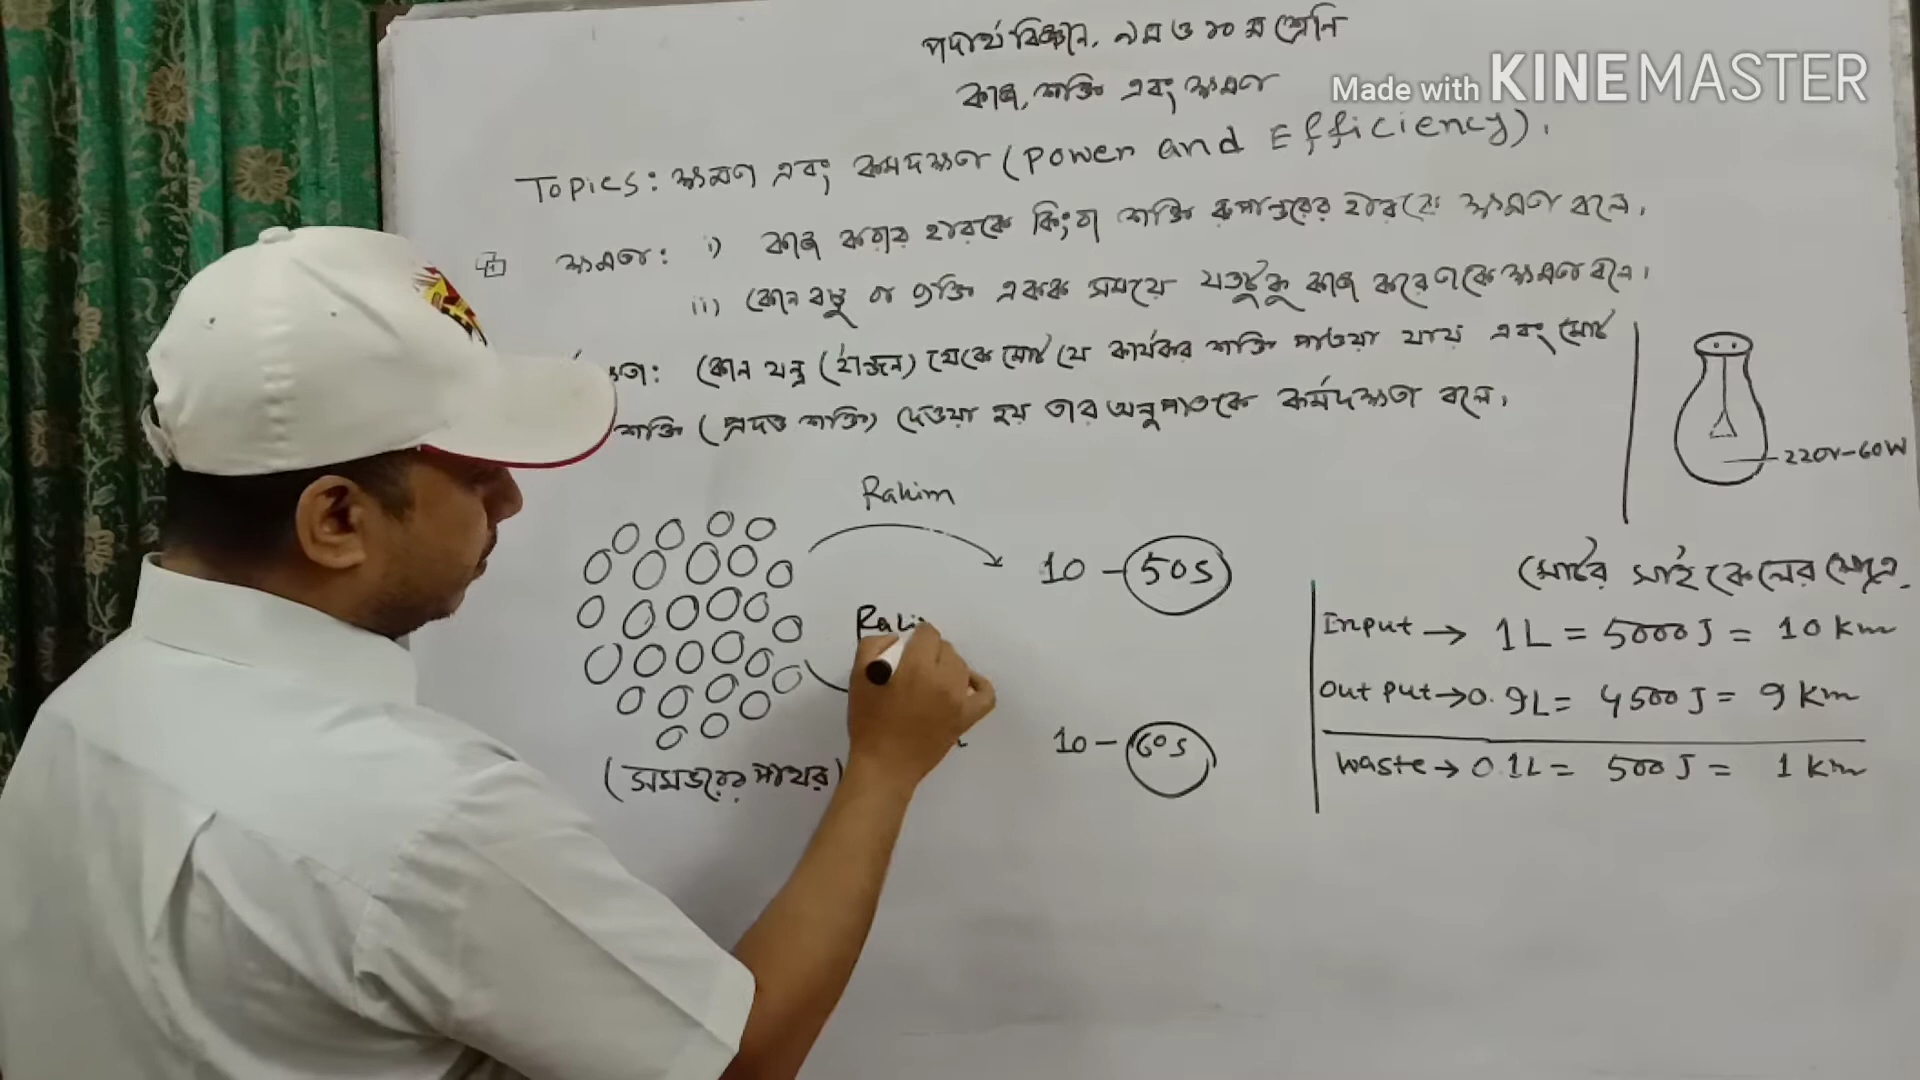 পদার্থ বিজ্ঞান, ৯ম ও ১০ম শ্রেনি
কাজ, শক্তি এবং ক্ষমতা
Made with KINEMASTER
Topics: ক্ষমতা এবং কর্মদক্ষতা (Power and Efficiency).
ক্ষমতা: i) কাজ করার হারকে কিংবা শক্তি রূপান্তরের হারকে ক্ষমতা বলে।
ii) কোন বস্তু বা ব্যক্তি একক সময়ে যতটুকু কাজ করে তাকে ক্ষমতা বলে।
তা: কোন যন্ত্র (ইঞ্জিন) থেকে মোট যে কার্যকর শক্তি পাওয়া যায় এবং মোট
শক্তি (প্রদত্ত শক্তি) দেওয়া হয় তার অনুপাতকে কর্মদক্ষতা বলে।
220V-60W
Rahim
10 - 50s
10 - 60s
(সমভরের পাথর)
মোটর সাইকেলের ক্ষেত্রে
Input → 1L = 5000J = 10 Km
Out put → 0.9L = 4500J = 9 Km
Waste → 0.1L = 500J = 1 Km